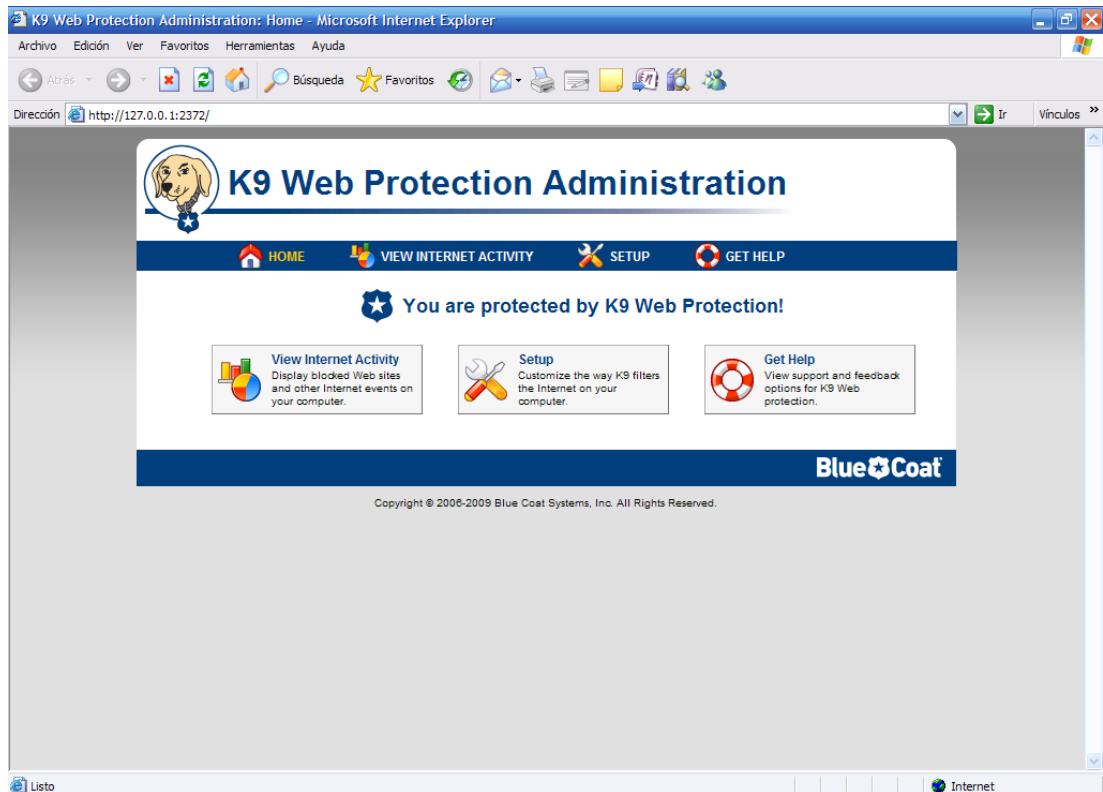 K9 Web Protection Administration: Home - Microsoft Internet Explorer
Archivo Edición Ver Favoritos Herramientas Ayuda
Atrás Búsqueda Favoritos
Dirección http://127.0.0.1:2372/ Ir Vínculos »
K9 Web Protection Administration
HOME VIEW INTERNET ACTIVITY SETUP GET HELP
You are protected by K9 Web Protection!
View Internet Activity
Display blocked Web sites
and other Internet events on
your computer.
Setup
Customize the way K9 filters
the Internet on your
computer.
Get Help
View support and feedback
options for K9 Web
protection.
Blue Coat
Copyright © 2006-2009 Blue Coat Systems, Inc. All Rights Reserved.
Listo Internet